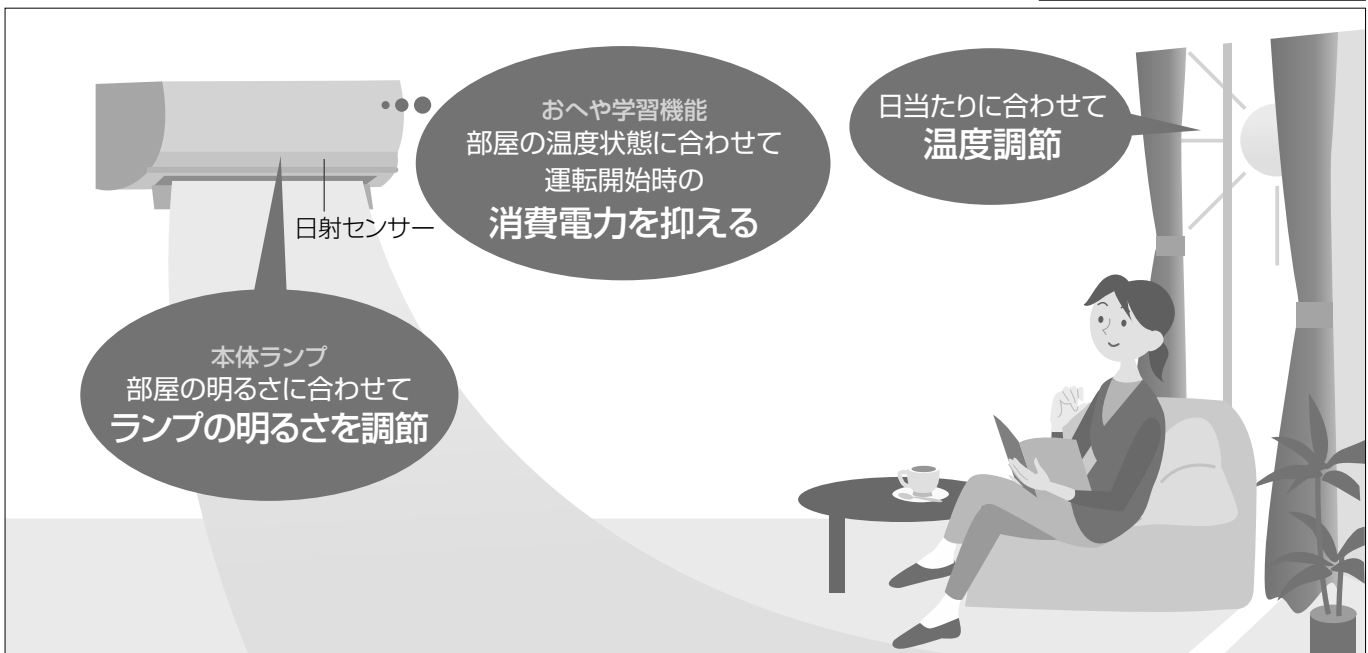 おへや学習機能
部屋の温度状態に合わせて
運転開始時の
消費電力を抑える
日当たりに合わせて
温度調節
日射センサー
本体ランプ
部屋の明るさに合わせて
ランプの明るさを調節